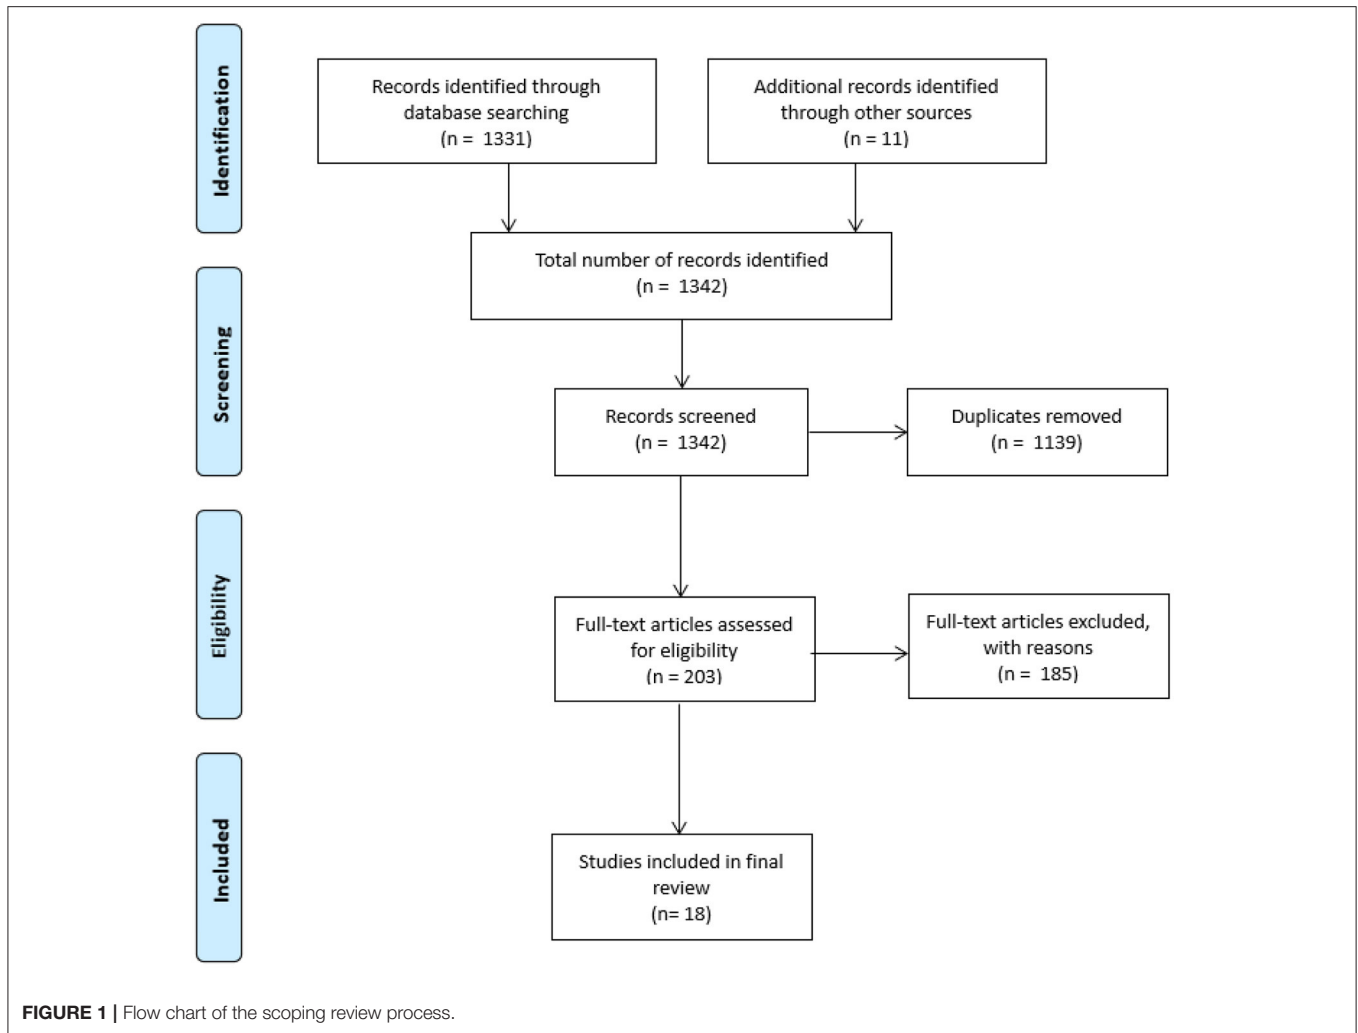 Identification
Records identified through
database searching
(n = 1331)
Additional records identified
through other sources
(n = 11)
Total number of records identified
(n = 1342)
Screening
Records screened
(n = 1342)
Duplicates removed
(n = 1139)
Eligibility
Full-text articles assessed
for eligibility
(n = 203)
Full-text articles excluded,
with reasons
(n = 185)
Included
Studies included in final
review
(n= 18)
FIGURE 1 | Flow chart of the scoping review process.